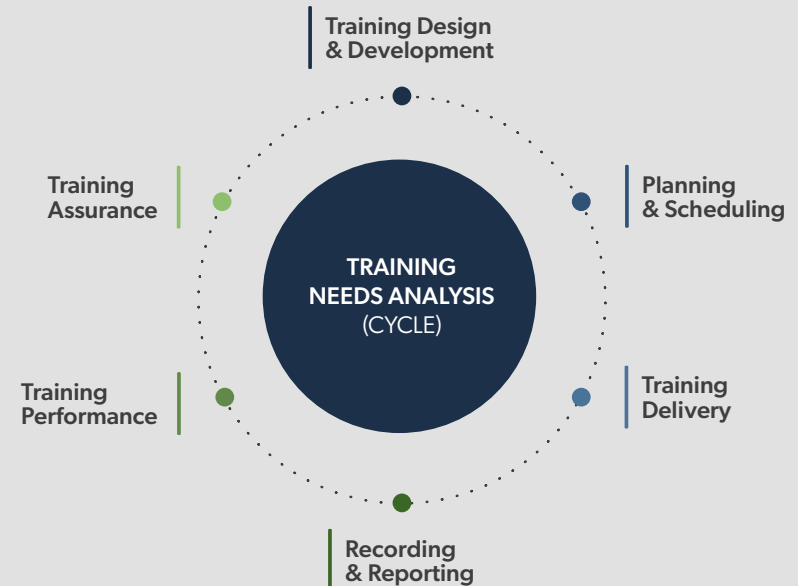 Training Design
& Development
Planning
& Scheduling
Training
Delivery
Recording
& Reporting
Training
Performance
Training
Assurance
TRAINING
NEEDS ANALYSIS
(CYCLE)